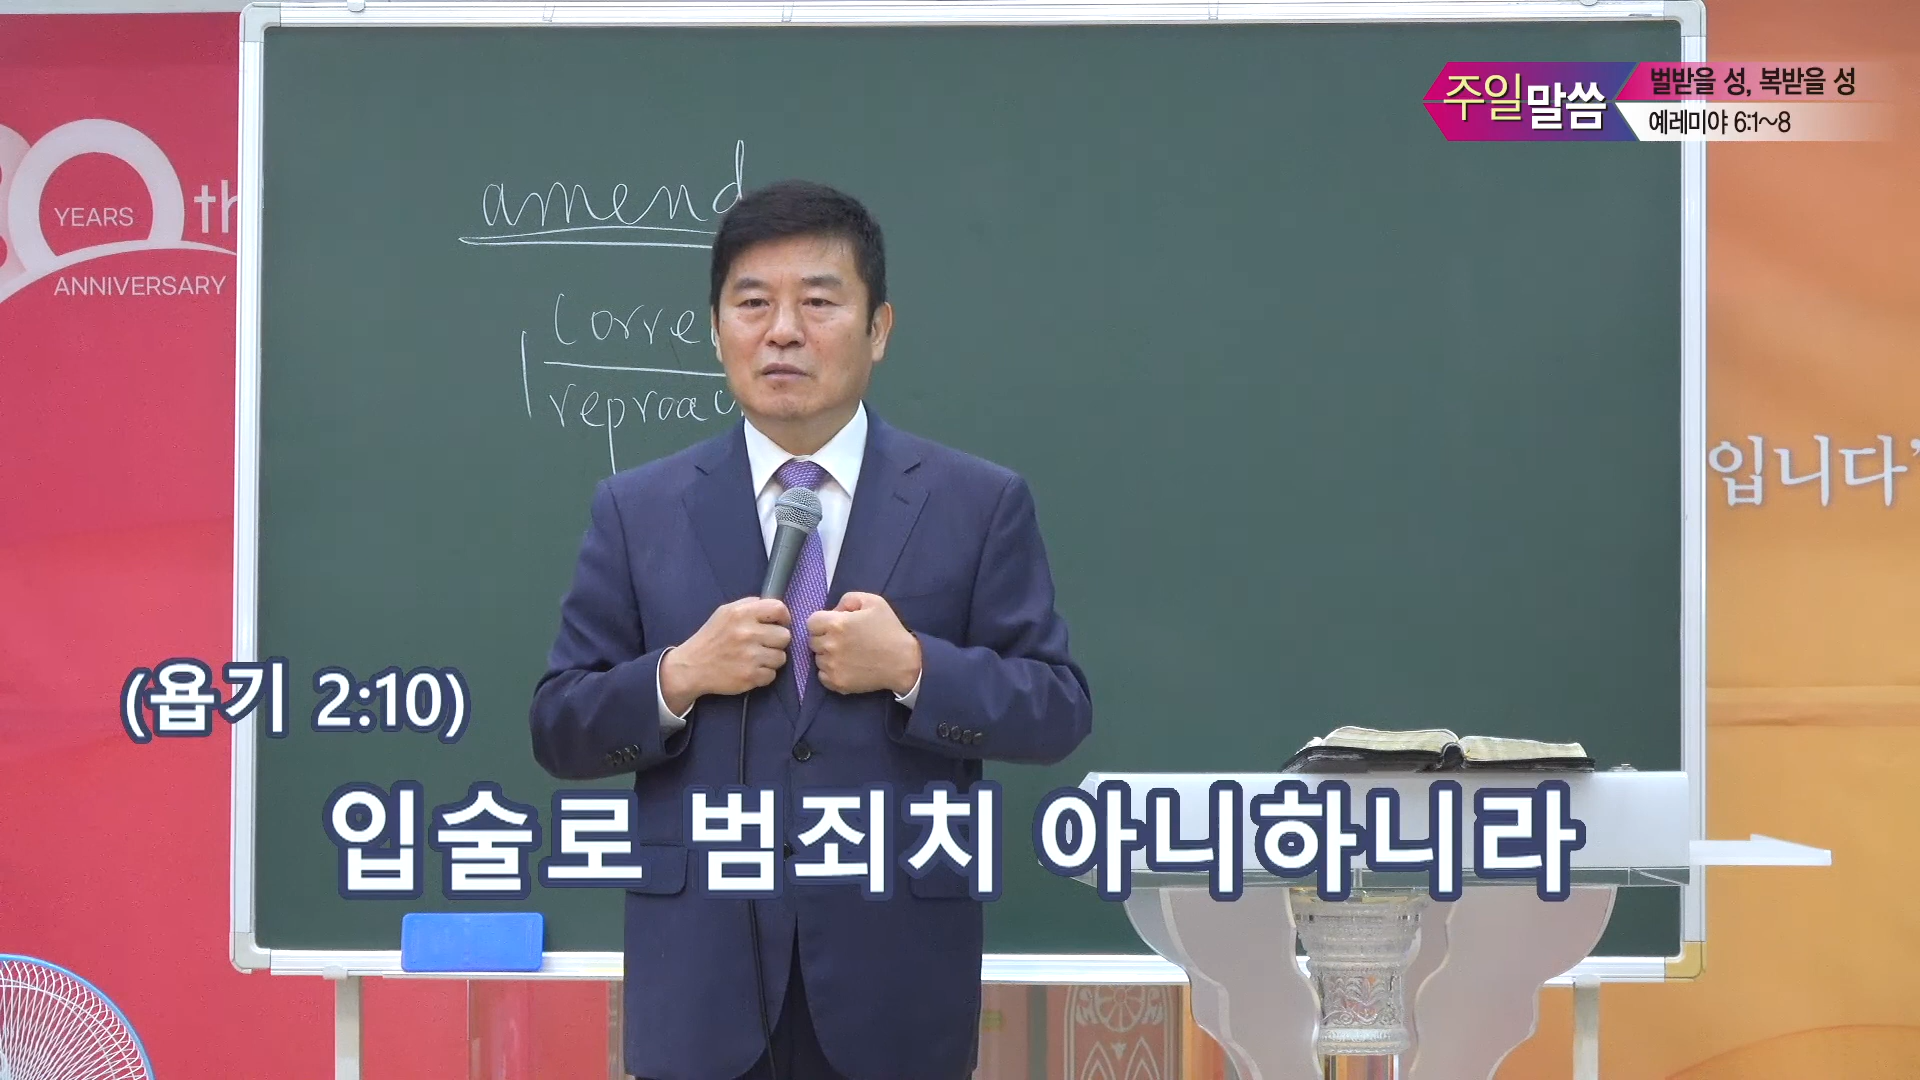 주일말씀
벌받을 성, 복받을 성
예레미야 6:1~8
YEARS
th
ANNIVERSARY
amend
입니다”
(욥기 2:10)
입술로 범죄치 아니하니라